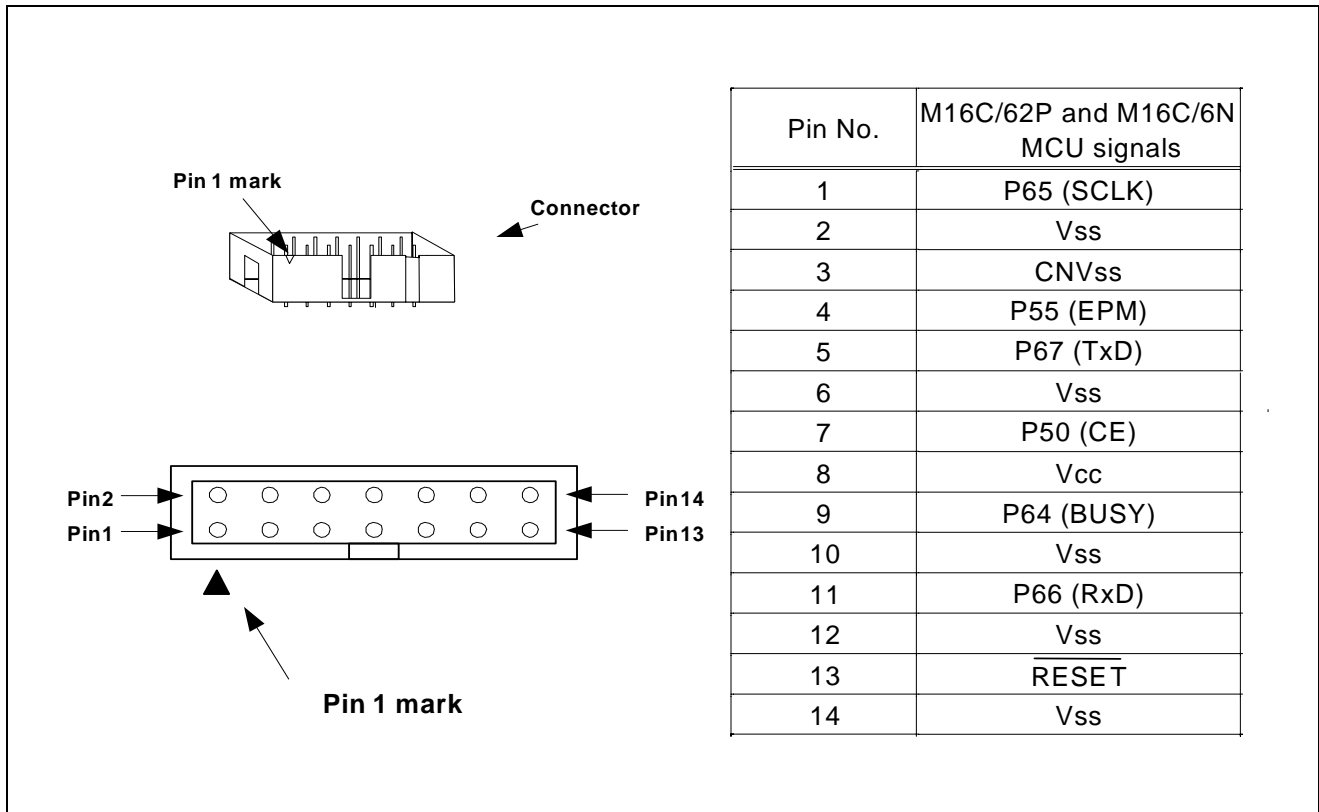 Pin 1 mark
Connector
Pin2
Pin1
Pin14
Pin13
Pin 1 mark
Pin No. M16C/62P and M16C/6N
MCU signals
1 P65 (SCLK)
2 Vss
3 CNVss
4 P55 (EPM)
5 P67 (TxD)
6 Vss
7 P50 (CE)
8 Vcc
9 P64 (BUSY)
10 Vss
11 P66 (RxD)
12 Vss
13 RESET
14 Vss